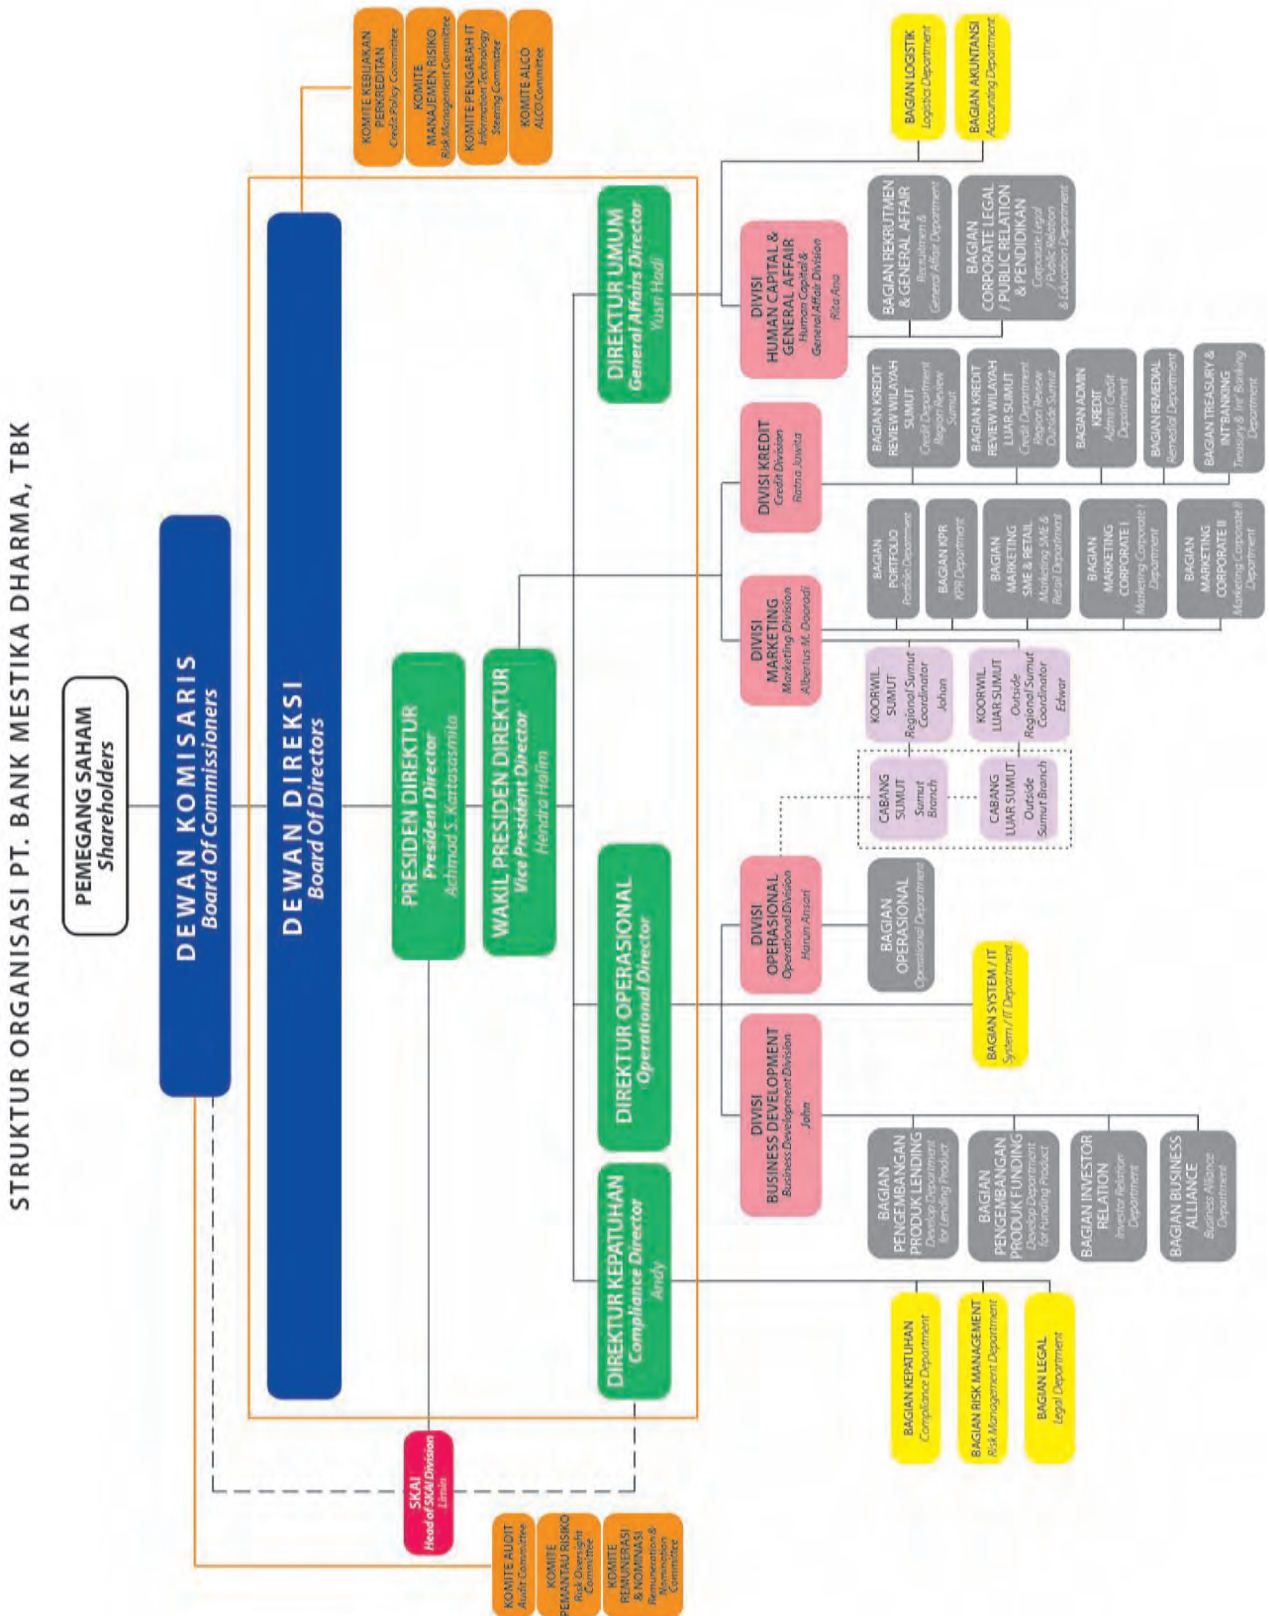 STRUKTUR ORGANISASI PT. BANK MESTIKA DHARMA, TBK
PEMEGANG SAHAM
Shareholders
DEWAN KOMISARIS
Board Of Commissioners
DEWAN DIREKSI
Board Of Directors
KOMITE KEBIJAKAN
PERKREDITAN
Credit Policy Committee
KOMITE
MANAJEMEN RISIKO
Risk Management Committee
KOMITE PENGARAH IT
Information Technology
Steering Committee
KOMITE ALCO
ALCO Committee
KOMITE AUDIT
Audit Committee
KOMITE
PEMANTAU RISIKO
Risk Oversight
Committee
KOMITE
REMUNERASI
& NOMINASI
Remuneration &
Nomination
Committee
SKAI
Head of SKAI Division
Limin
PRESIDEN DIREKTUR
President Director
Achmad S. Kartasasmita
WAKIL PRESIDEN DIREKTUR
Vice President Director
Hendra Halim
DIREKTUR KEPATUHAN
Compliance Director
Andy
DIREKTUR OPERASIONAL
Operational Director
DIREKTUR UMUM
General Affairs Director
Yusri Hadi
DIVISI
BUSINESS DEVELOPMENT
Business Development Division
John
DIVISI
OPERASIONAL
Operational Division
Harun Ansari
DIVISI
MARKETING
Marketing Division
Albertus M. Daoradi
DIVISI KREDIT
Credit Division
Ratna Juwita
DIVISI
HUMAN CAPITAL &
GENERAL AFFAIR
Human Capital &
General Affair Division
Rita Ana
BAGIAN KEPATUHAN
Compliance Department
BAGIAN RISK MANAGEMENT
Risk Management Department
BAGIAN LEGAL
Legal Department
BAGIAN
PENGEMBANGAN
PRODUK LENDING
Develop Department
for Lending Product
BAGIAN
PENGEMBANGAN
PRODUK FUNDING
Develop Department
for Funding Product
BAGIAN INVESTOR
RELATION
Investor Relation
Department
BAGIAN BUSINESS
ALLIANCE
Business Alliance
Department
BAGIAN SYSTEM / IT
System / IT Department
BAGIAN
OPERASIONAL
Operational Department
CABANG
SUMUT
Sumut
Branch
CABANG
LUAR SUMUT
Outside
Sumut Branch
KOORWIL
SUMUT
Regional Sumut
Coordinator
Johan
KOORWIL.
LUAR SUMUT
Outside
Regional Sumut
Coordinator
Edwar
BAGIAN
PORTFOLIO
Portfolio Department
BAGIAN KPR
KPR Department
BAGIAN
MARKETING
SME & RETAIL
Marketing SME &
Retail Department
BAGIAN
MARKETING
CORPORATE I
Marketing Corporate I
Department
BAGIAN
MARKETING
CORPORATE II
Marketing Corporate II
Department
BAGIAN KREDIT
REVIEW WILAYAH
SUMUT
Credit Department
Region Review
Sumut
BAGIAN KREDIT
REVIEW WILAYAH
LUAR SUMUT
Credit Department
Region Review
Outside Sumut
BAGIAN ADMIN
KREDIT
Admin Credit
Department
BAGIAN REMEDIAL
Remedial Department
BAGIAN TREASURY &
INT'BANKING
Treasury & Int' Banking
Department
BAGIAN REKRUTMEN
& GENERAL AFFAIR
Recruitmen &
General Affair Department
BAGIAN
CORPORATE LEGAL
/ PUBLIC RELATION
& PENDIDIKAN
Corporate Legal
/ Public Relation
& Education Department
BAGIAN LOGISTIK
Logistics Department
BAGIAN AKUNTANSI
Accounting Department